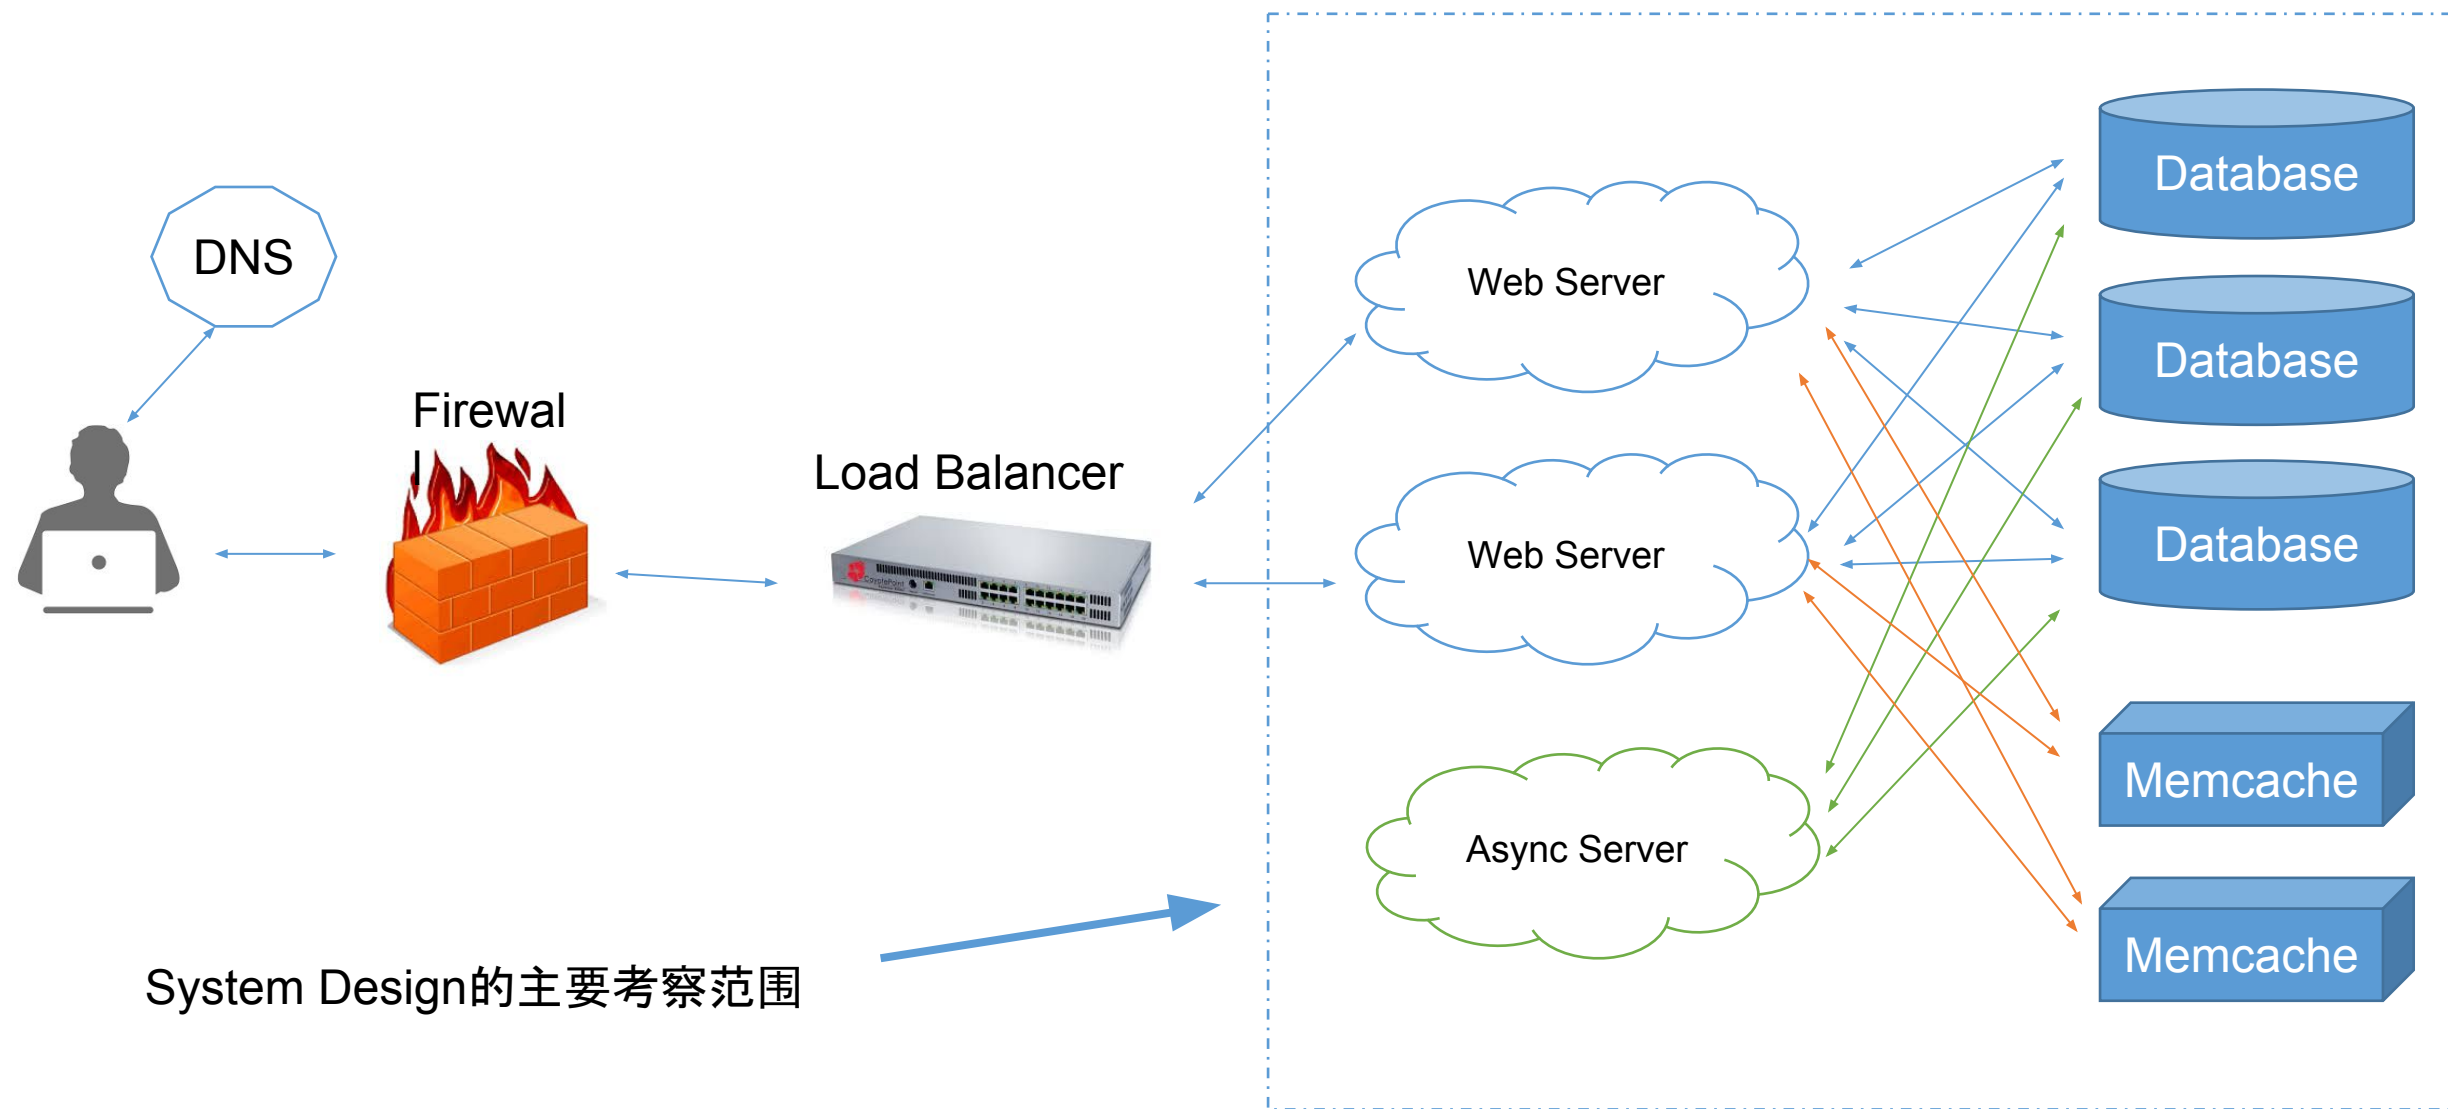 DNS
Firewal
l
Load Balancer
CoyotePoint
Web Server
Web Server
Async Server
Database
Database
Database
Memcache
Memcache
System Design的主要考察范围